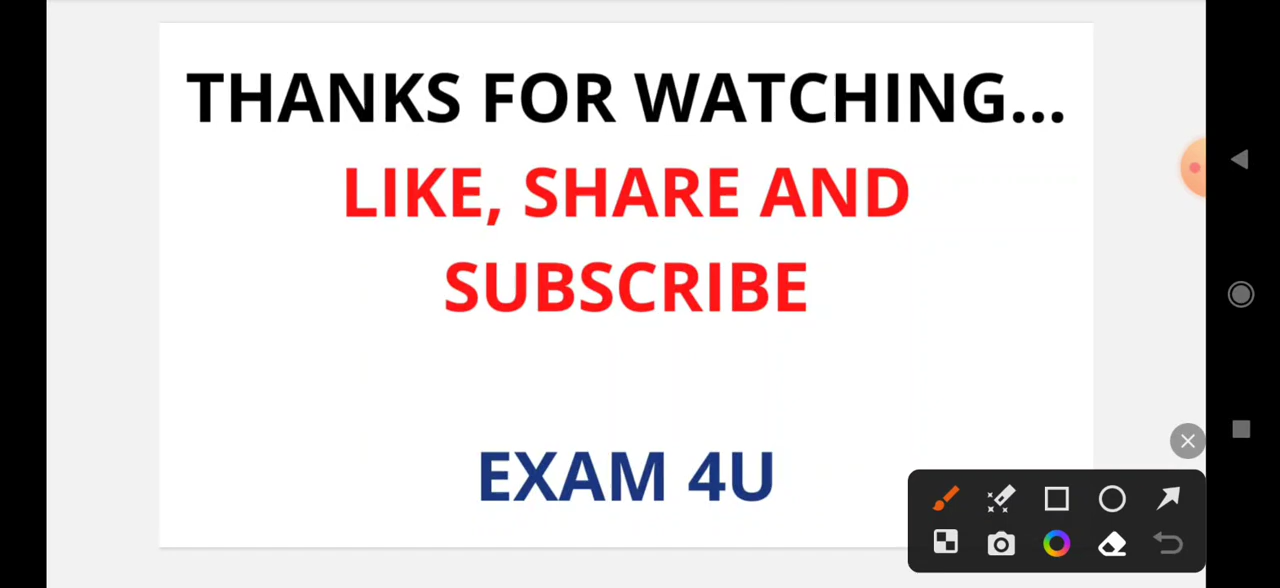 THANKS FOR WATCHING...
LIKE, SHARE AND
SUBSCRIBE
EXAM 4U